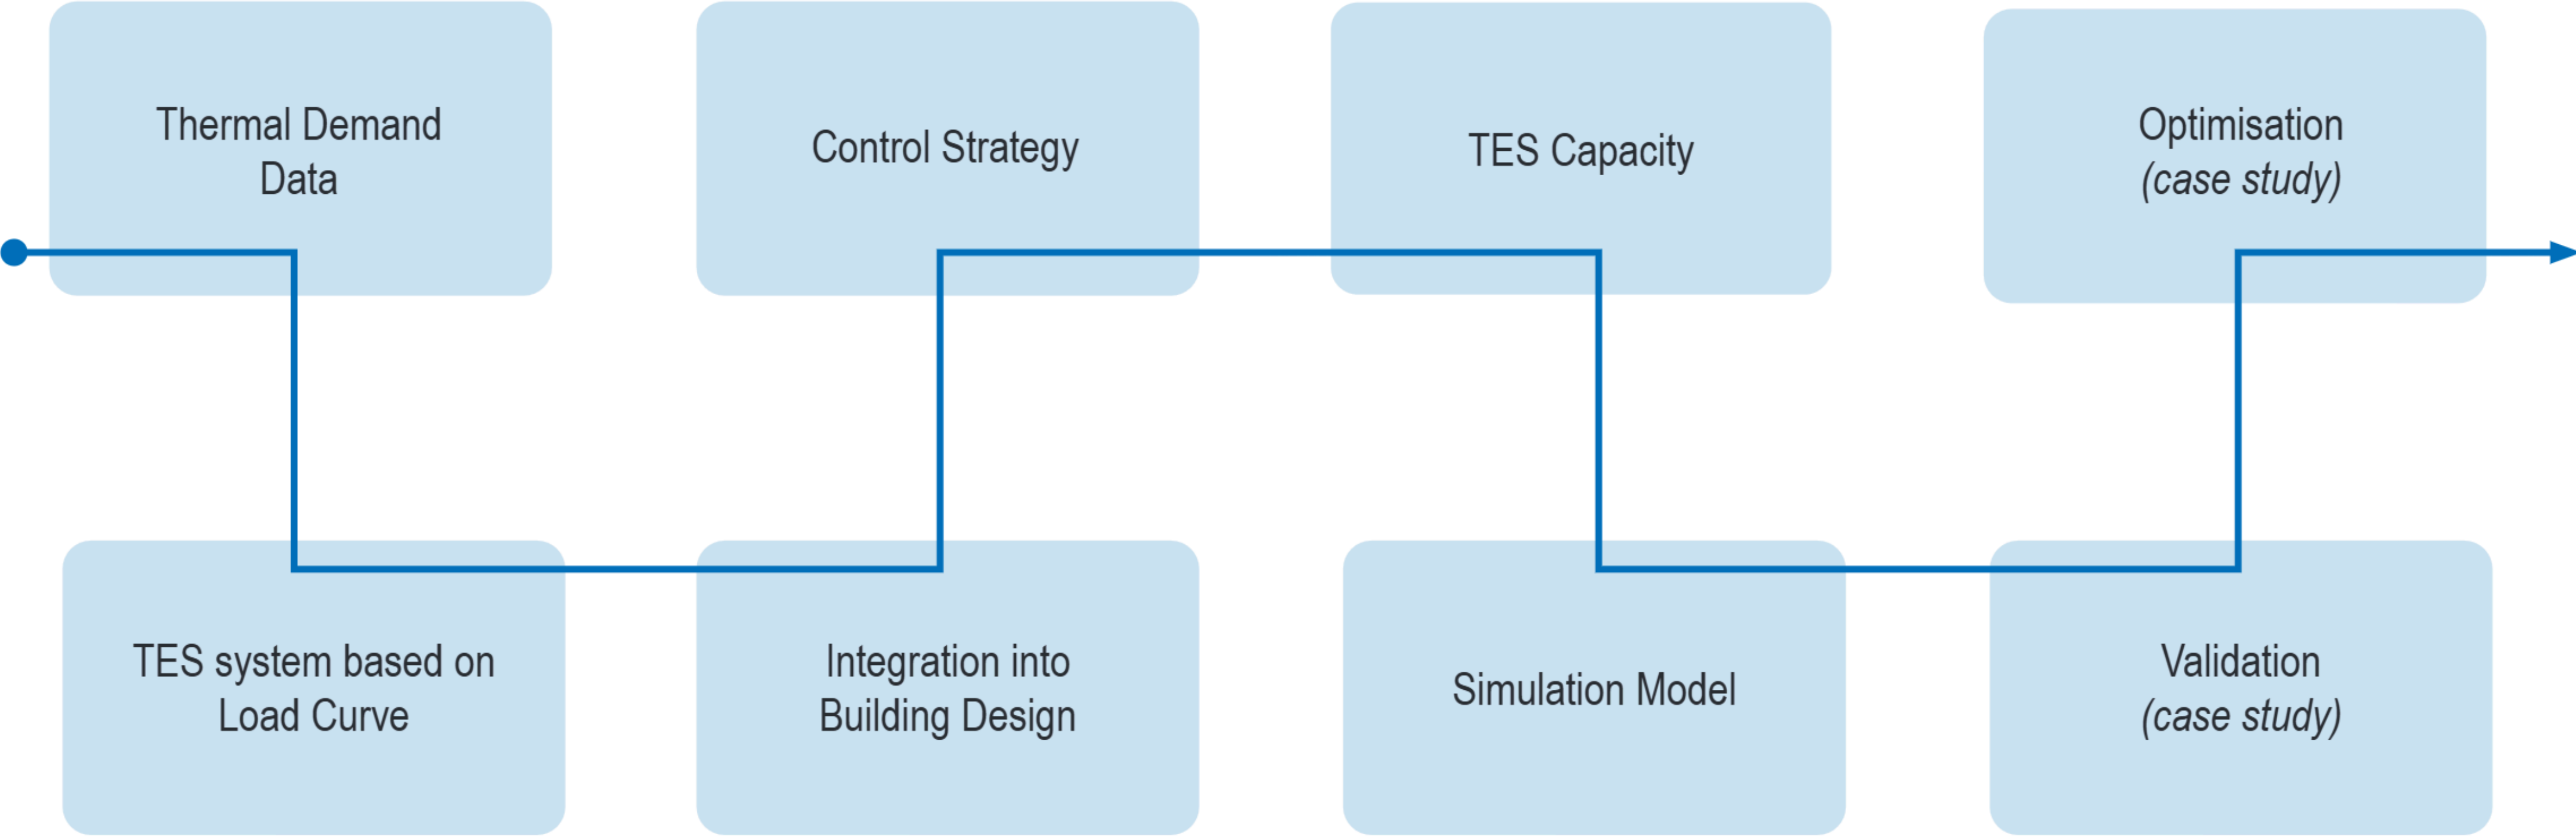 Thermal Demand
Data
TES system based on
Load Curve
Integration into
Building Design
Control Strategy
TES Capacity
Simulation Model
Validation
(case study)
Optimisation
(case study)